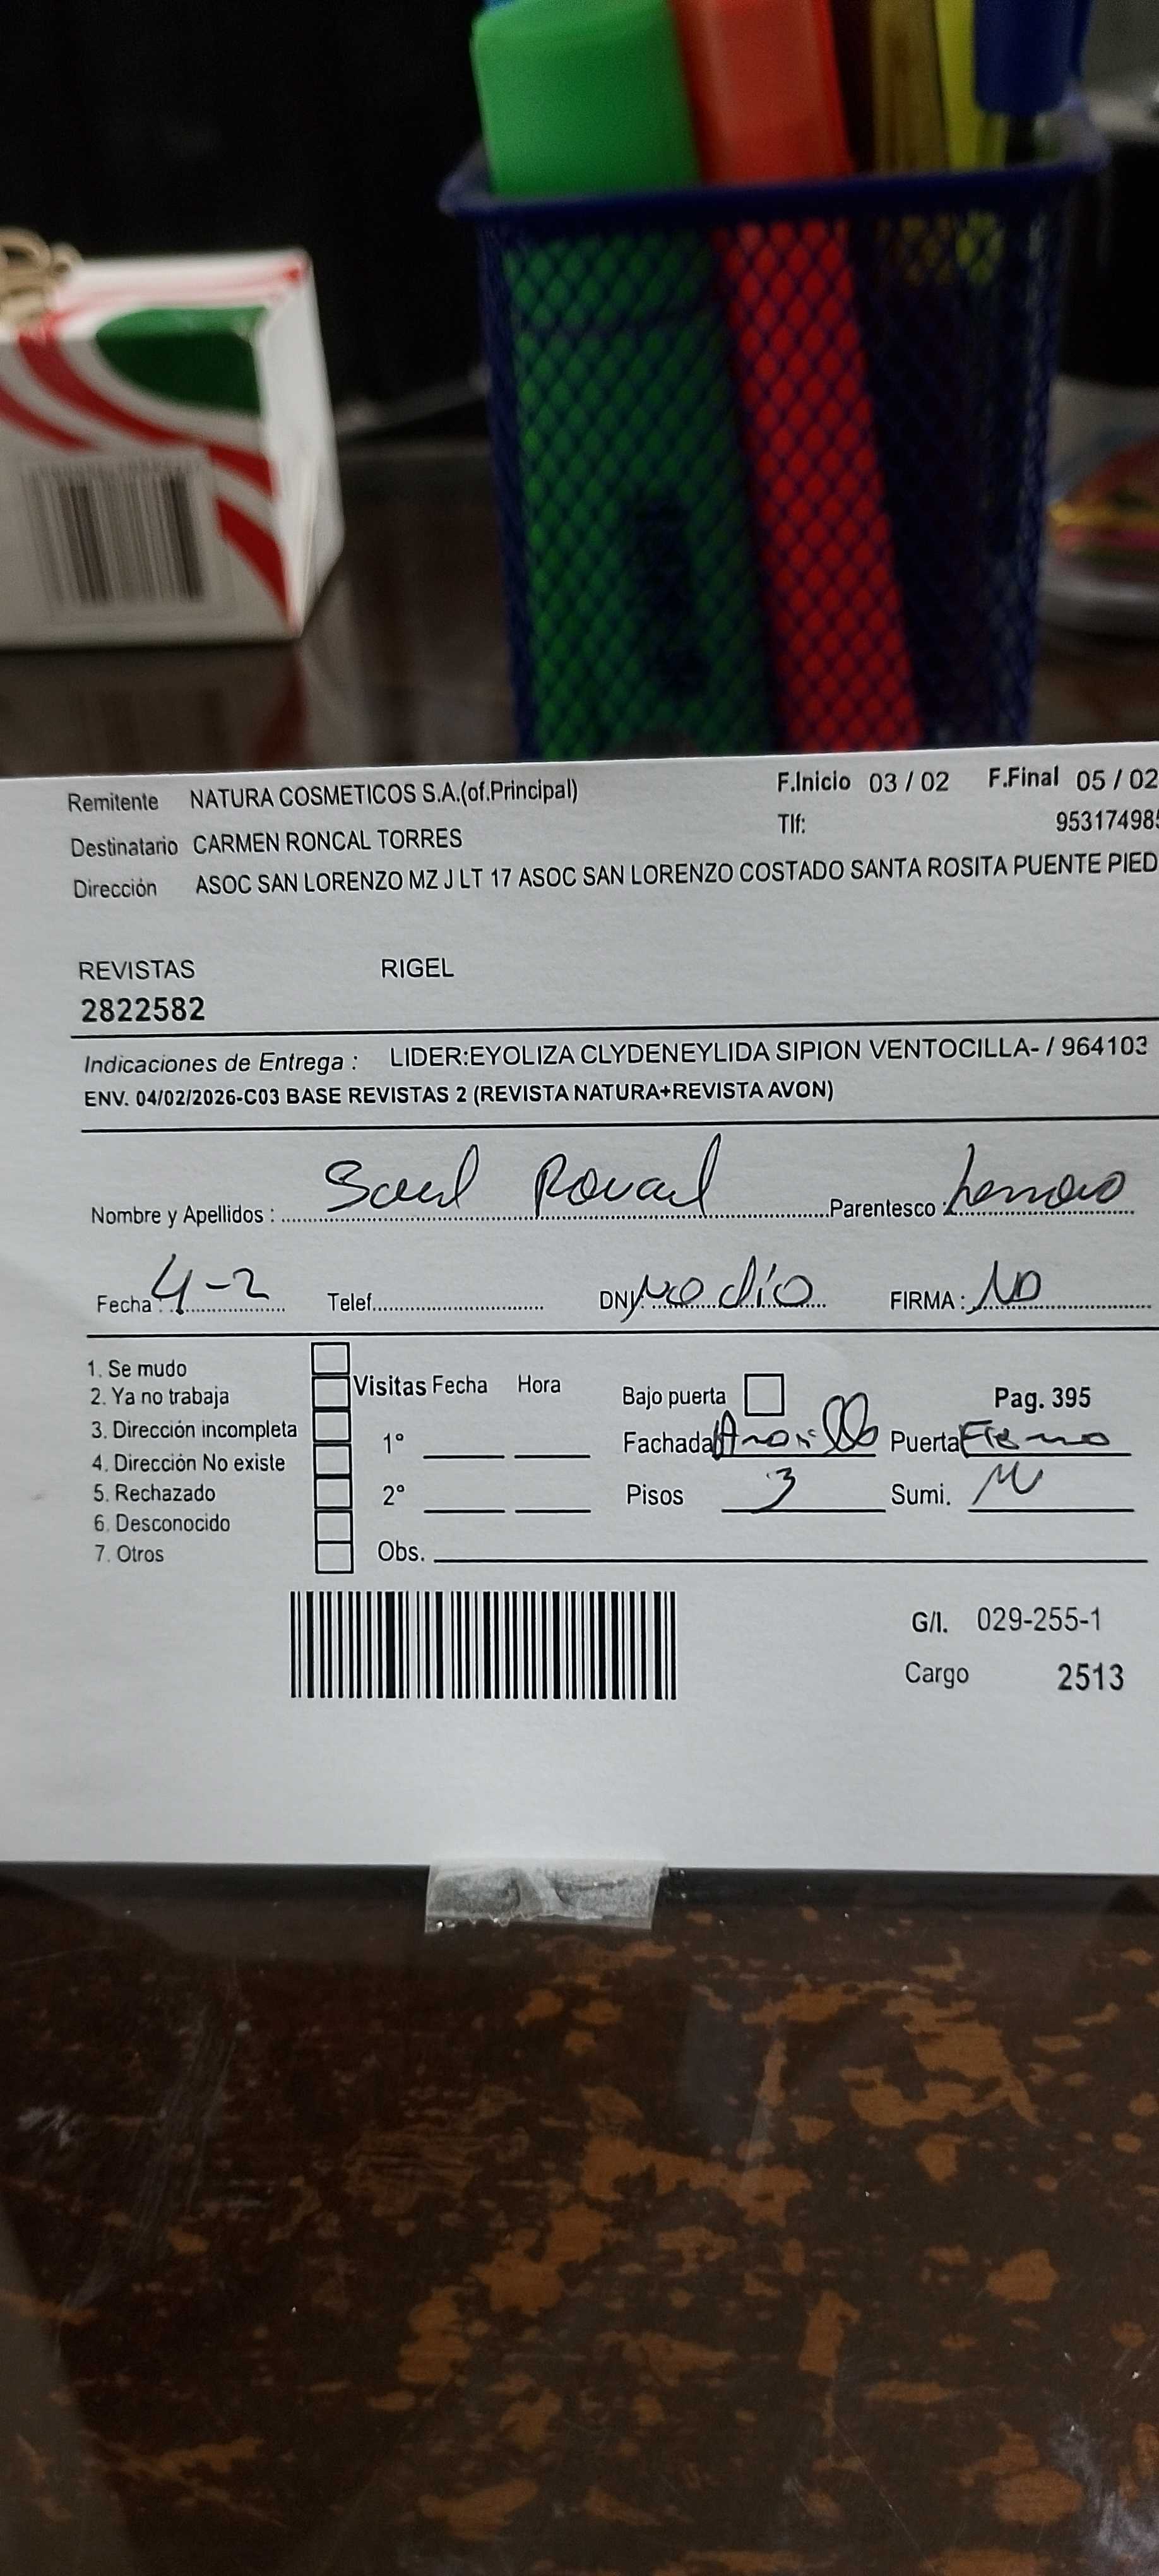 Remitente NATURA COSMETICOS S.A.(of.Principal) F.Inicio 03 / 02 F.Final 05 / 02
Destinatario CARMEN RONCAL TORRES Tlf: 95317498
Dirección ASOC SAN LORENZO MZ J LT 17 ASOC SAN LORENZO COSTADO SANTA ROSITA PUENTE PIED
REVISTAS RIGEL
2822582
Indicaciones de Entrega : LIDER:EYOLIZA CLYDENEYLIDA SIPION VENTOCILLA- / 964103
ENV. 04/02/2026-C03 BASE REVISTAS 2 (REVISTA NATURA+REVISTA AVON)
Nombre y Apellidos : Parentesco :
Fecha : 4-2 Telef. DNI No dio FIRMA : NO
1. Se mudo
2. Ya no trabaja Visitas Fecha Hora Bajo puerta Pag. 395
3. Dirección incompleta 1° Fachada Puerta
4. Dirección No existe
5. Rechazado 2° Pisos 3 Sumi.
6. Desconocido
7. Otros Obs.
G/I. 029-255-1
Cargo 2513